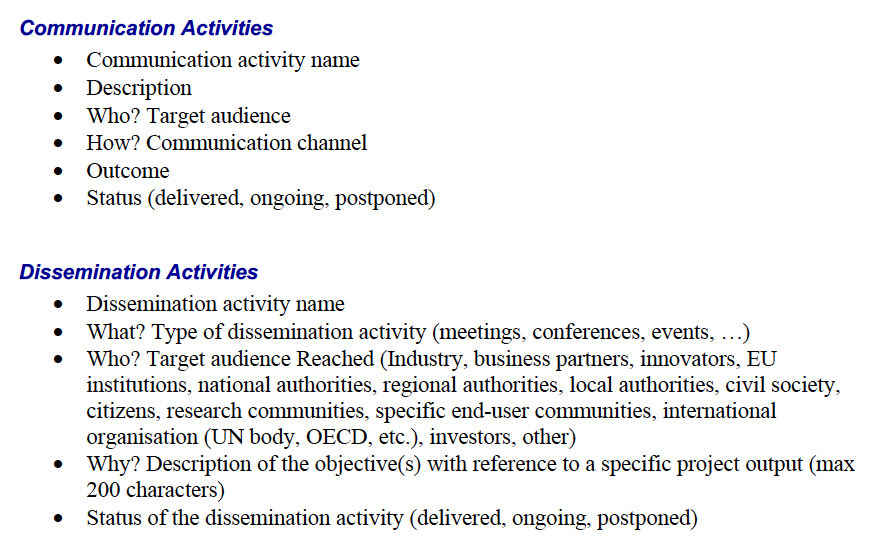 Communication Activities
• Communication activity name
• Description
• Who? Target audience
• How? Communication channel
• Outcome
• Status (delivered, ongoing, postponed)
Dissemination Activities
• Dissemination activity name
• What? Type of dissemination activity (meetings, conferences, events, …)
• Who? Target audience Reached (Industry, business partners, innovators, EU
institutions, national authorities, regional authorities, local authorities, civil society,
citizens, research communities, specific end-user communities, international
organisation (UN body, OECD, etc.), investors, other)
• Why? Description of the objective(s) with reference to a specific project output (max
200 characters)
• Status of the dissemination activity (delivered, ongoing, postponed)